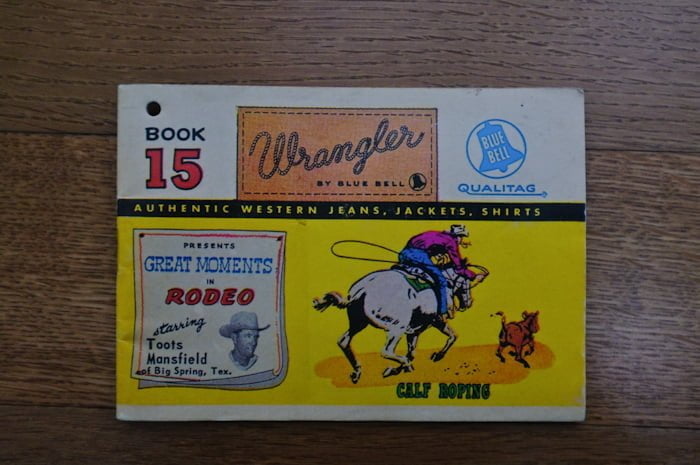 BOOK
15
Wrangler
BY BLUE BELL
BLUE
BELL
QUALITAG
AUTHENTIC WESTERN JEANS, JACKETS, SHIRTS
PRESENTS
GREAT MOMENTS
IN
RODEO
starring
Toots
Mansfield
of Big Spring, Tex.
CALF ROPING